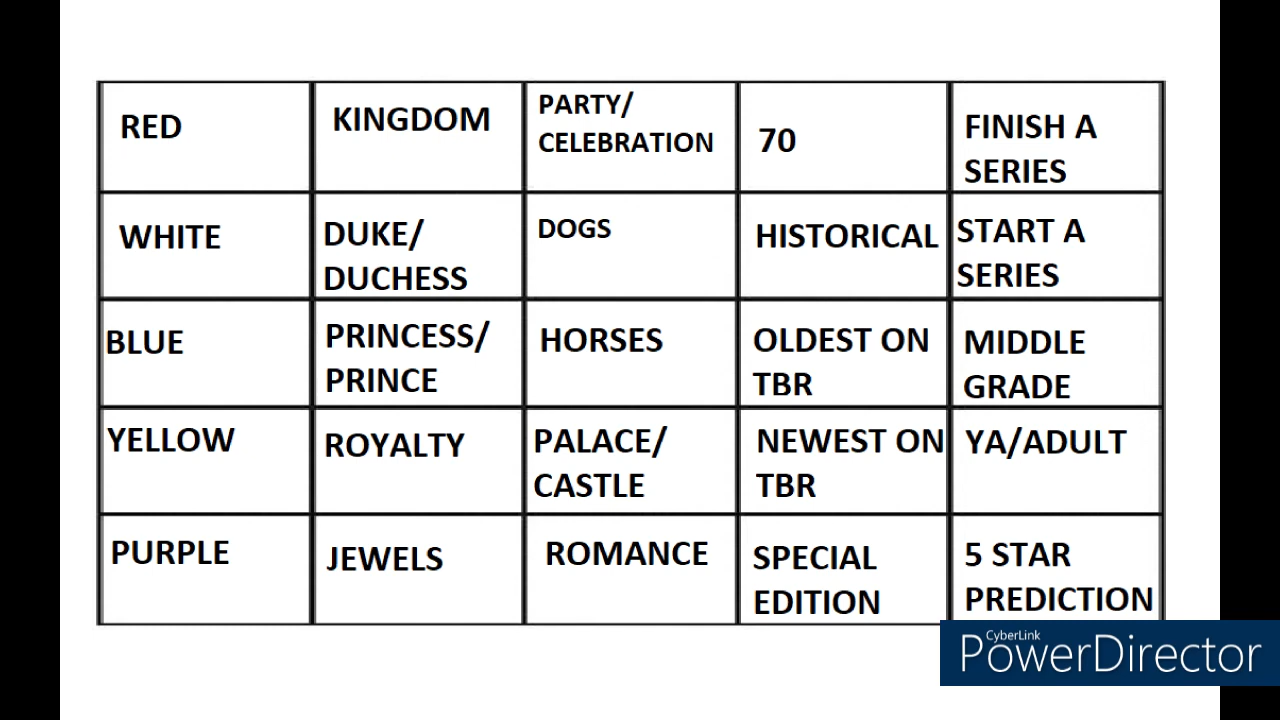 RED
KINGDOM
PARTY/
CELEBRATION
70
FINISH A
SERIES
WHITE
DUKE/
DUCHESS
DOGS
HISTORICAL
START A
SERIES
BLUE
PRINCESS/
PRINCE
HORSES
OLDEST ON
TBR
MIDDLE
GRADE
YELLOW
ROYALTY
PALACE/
CASTLE
NEWEST ON
TBR
YA/ADULT
PURPLE
JEWELS
ROMANCE
SPECIAL
EDITION
5 STAR
PREDICTION
CyberLink
PowerDirector